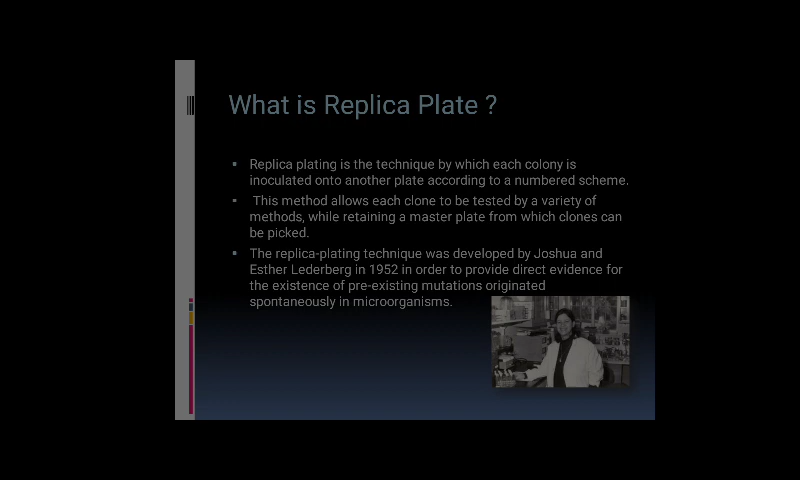 What is Replica Plate ?
▪ Replica plating is the technique by which each colony is
inoculated onto another plate according to a numbered scheme.
▪ This method allows each clone to be tested by a variety of
methods, while retaining a master plate from which clones can
be picked.
▪ The replica-plating technique was developed by Joshua and
Esther Lederberg in 1952 in order to provide direct evidence for
the existence of pre-existing mutations originated
spontaneously in microorganisms.